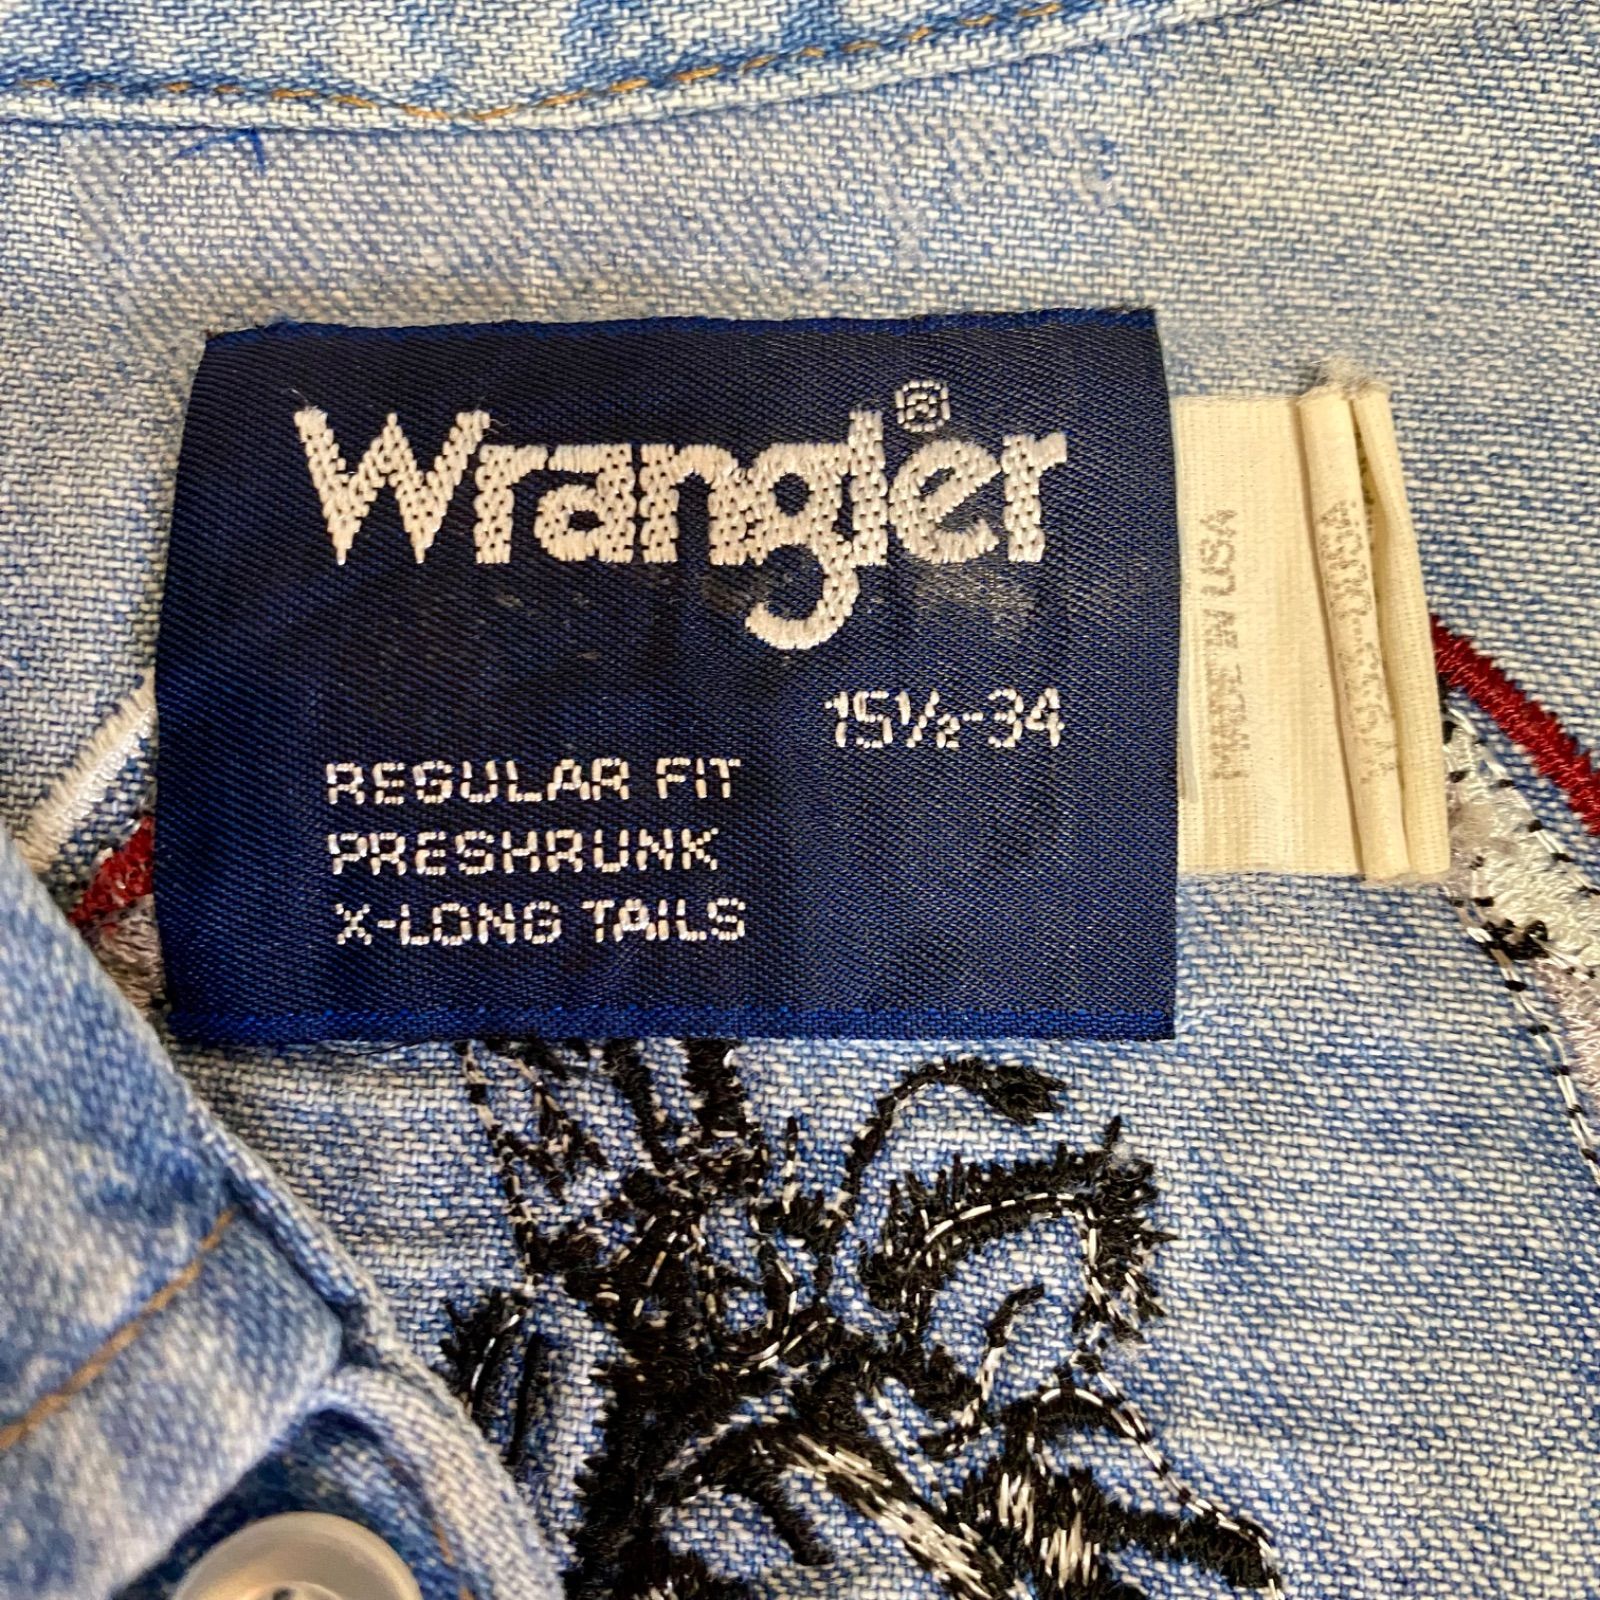 Wrangler®
15½-34
REGULAR FIT
PRESHRUNK
X-LONG TAILS
MADE IN USA